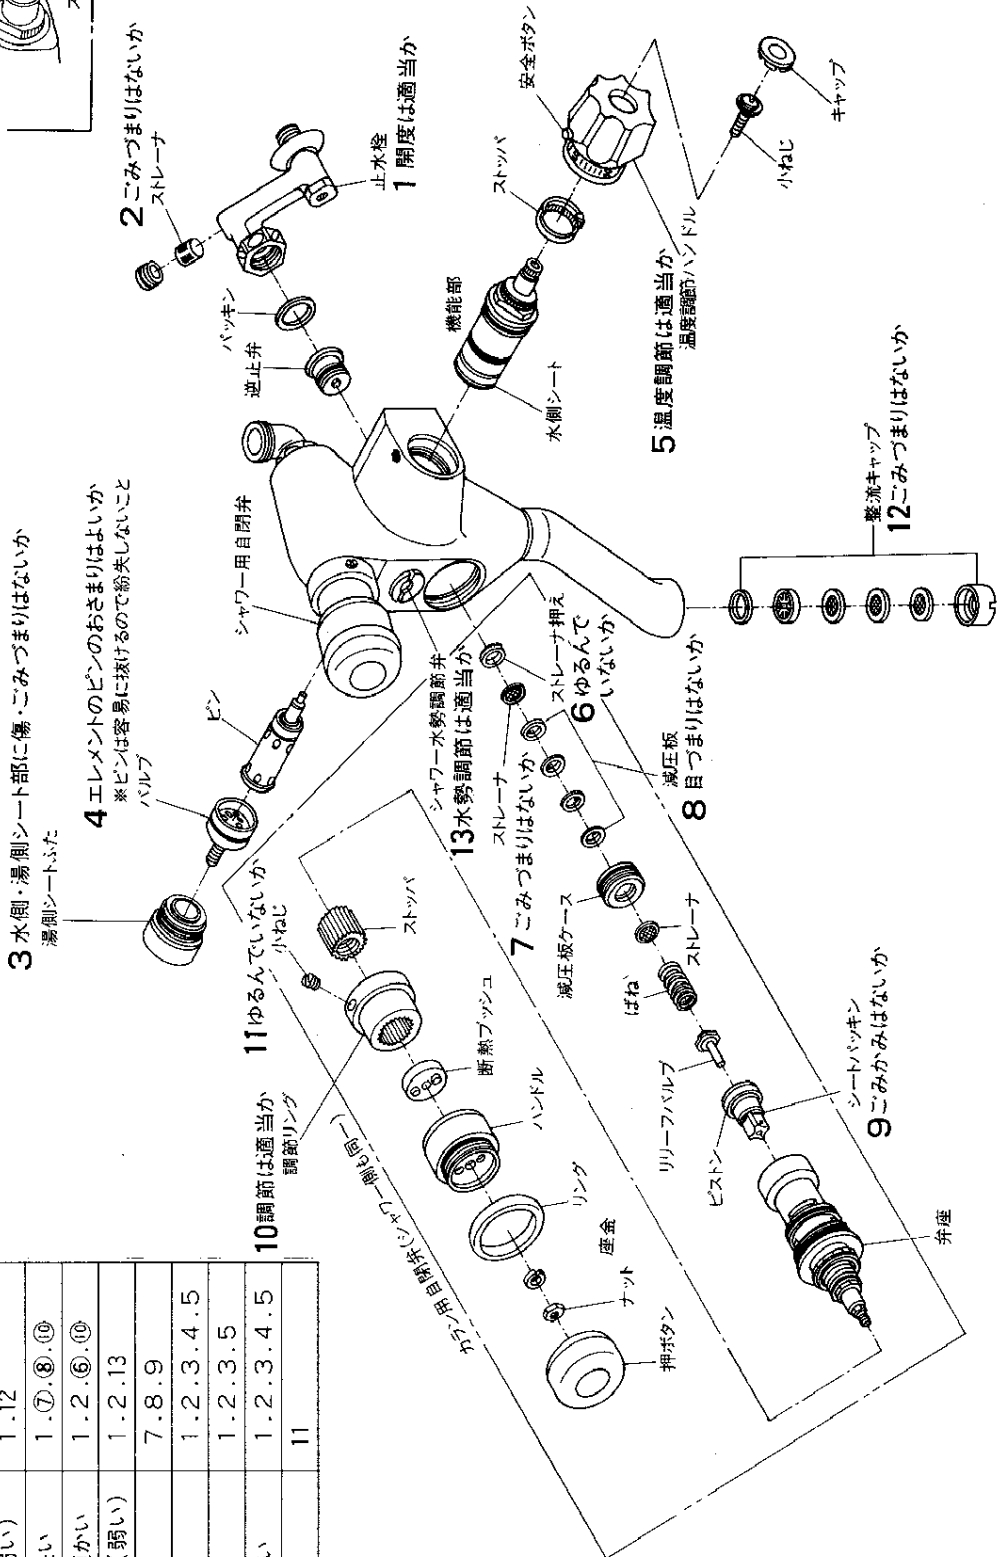 3 水側・湯側シート部に傷・ごみづまりはないか
湯側シートふた
4 エレメントのピンのおさまりはよいか
※ピンは容易に抜けるので紛失しないこと
バルブ
ピン
シャワー用自閉弁
2 ごみづまりはないか
ストレーナ
パッキン
逆止弁
止水栓
1 開度は適当か
安全ボタン
ストッパ
機能部
水側シート
キャップ
小ねじ
5 温度調節は適当か
温度調節ハンドル
整流キャップ
12 ごみづまりはないか
シャワー水勢調節弁
13 水勢調節は適当か
ストレーナ押え
6 ゆるんで
いないか
ストレーナ
7 ごみづまりはないか
減圧板
8 目づまりはないか
減圧板ケース
ストレーナ
ばね
リリーフバルブ
ピストン
シートパッキン
9 ごみかみはないか
弁座
11 ゆるんでいないか
小ねじ
ストッパ
10 調節は適当か
調節リング
断熱ブッシュ
ハンドル
リング
座金
ナット
押ボタン
カラン用自閉弁(シャワー側も同一)
1.12
1.⑦.⑧.⑩
1.2.⑥.⑩
弱い) 1.2.13
7.8.9
1.2.3.4.5
1.2.3.5
い 1.2.3.4.5
11